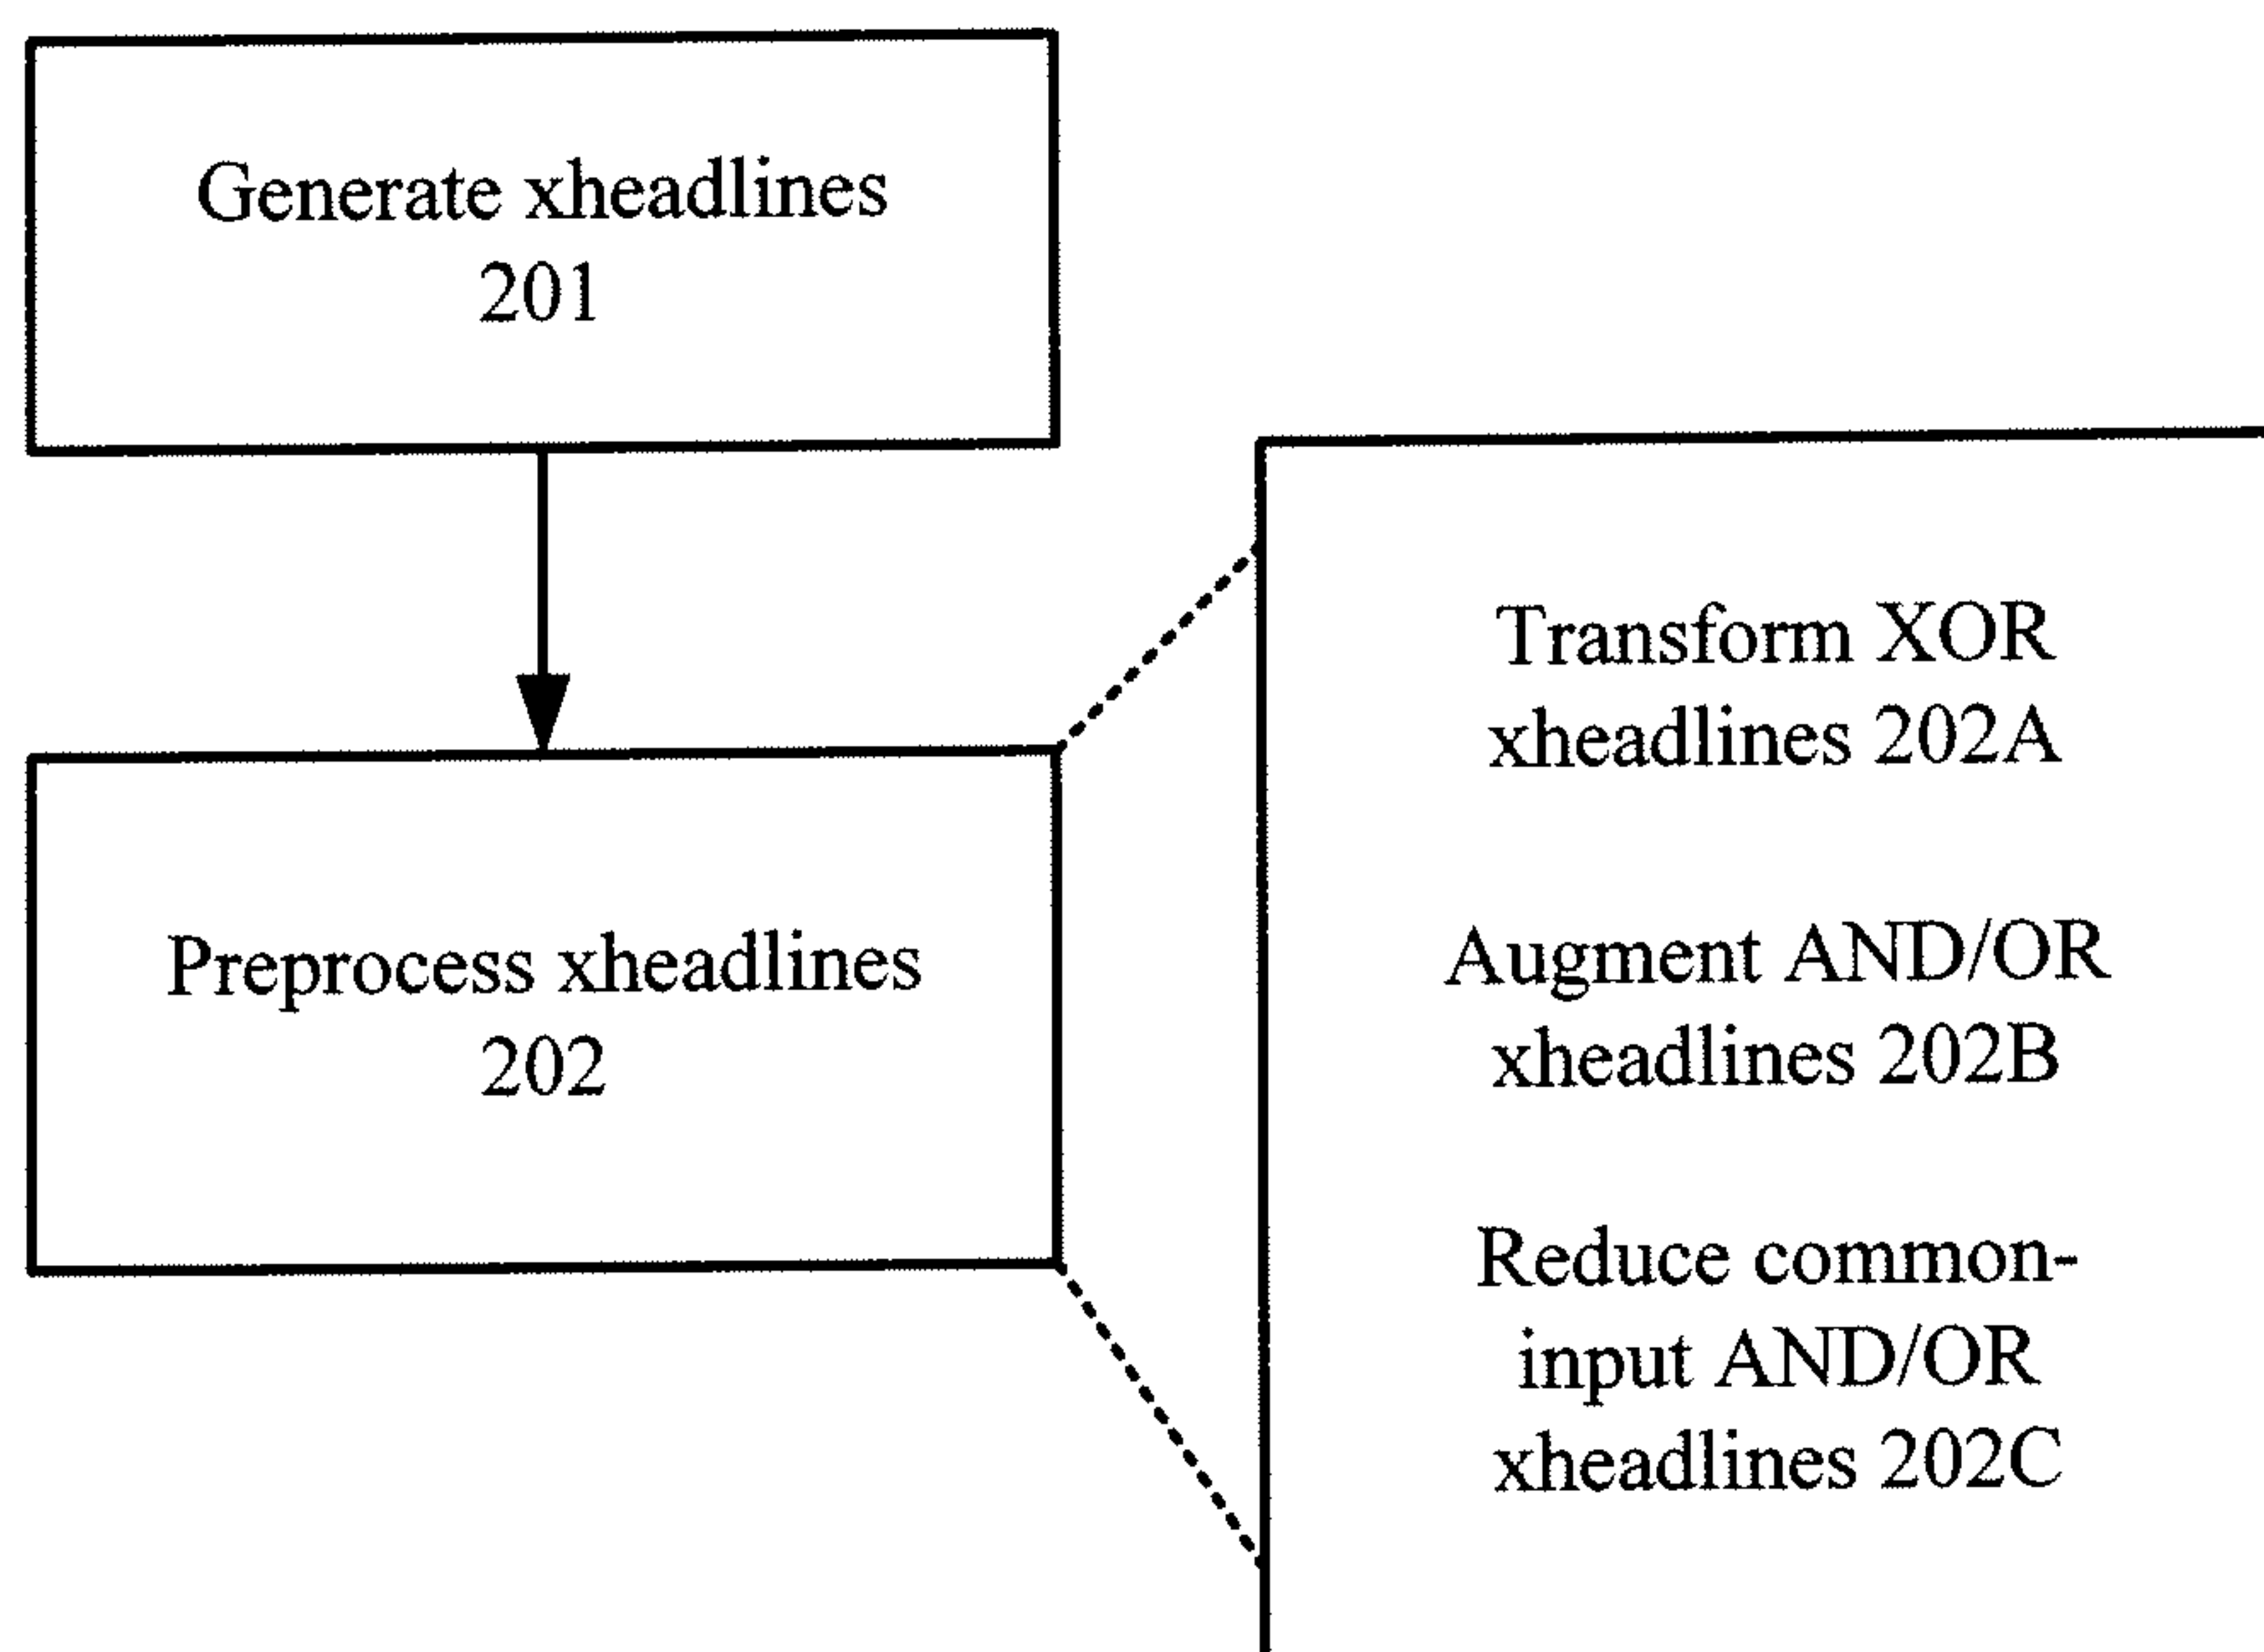 Generate xheadlines
201
Preprocess xheadlines
202
Transform XOR
xheadlines 202A
Augment AND/OR
xheadlines 202B
Reduce common-
input AND/OR
xheadlines 202C